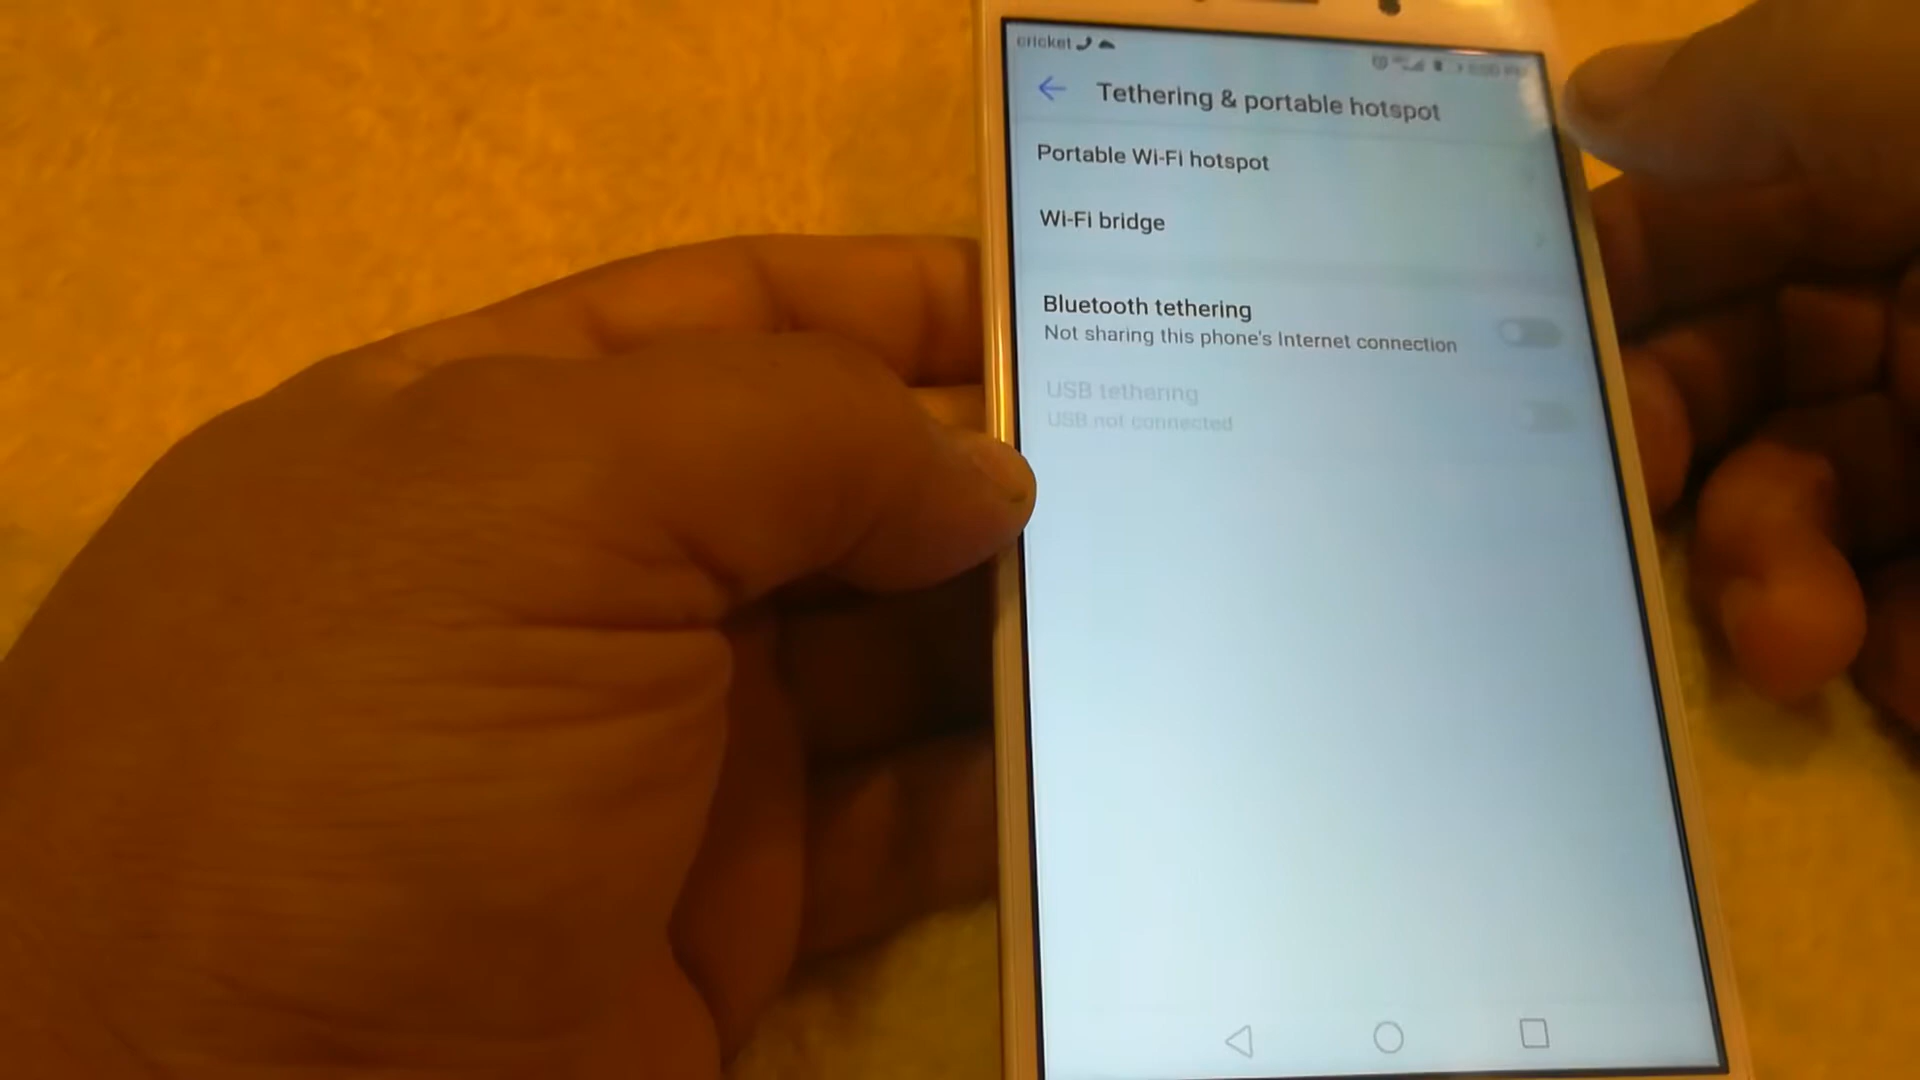 cricket
Tethering & portable hotspot
Portable Wi-Fi hotspot
Wi-Fi bridge
Bluetooth tethering
Not sharing this phone's Internet connection
USB tethering
USB not connected